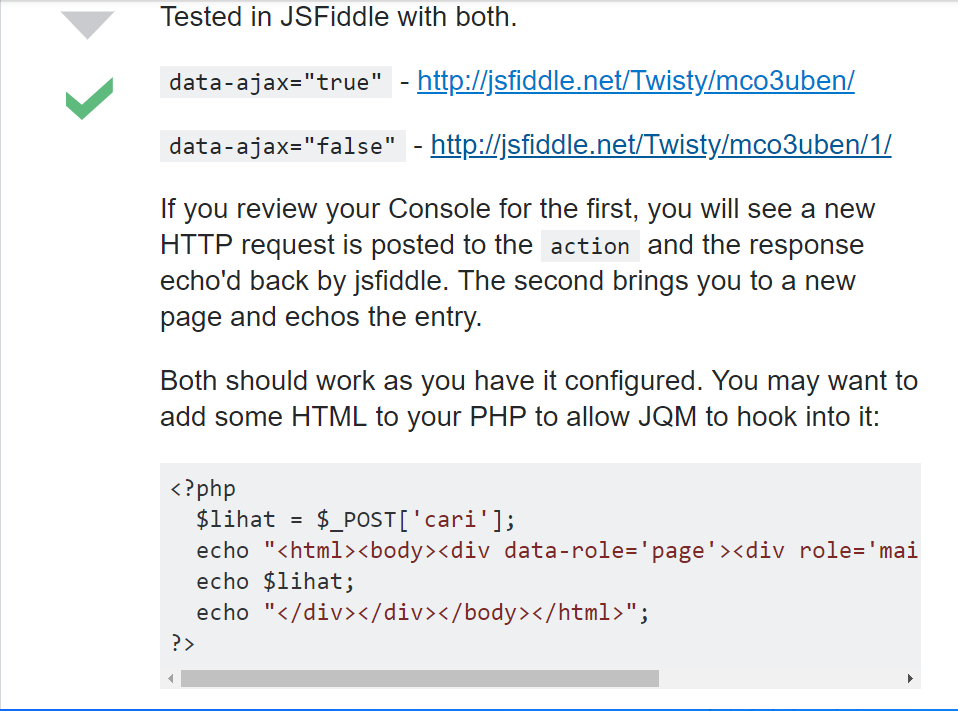 Tested in JSFiddle with both.
data-ajax="true" - http://jsfiddle.net/Twisty/mco3uben/
data-ajax="false" - http://jsfiddle.net/Twisty/mco3uben/1/
If you review your Console for the first, you will see a new
HTTP request is posted to the action and the response
echo'd back by jsfiddle. The second brings you to a new
page and echos the entry.
Both should work as you have it configured. You may want to
add some HTML to your PHP to allow JQM to hook into it:
<?php
  $lihat = $_POST['cari'];
  echo "<html><body><div data-role='page'><div role='mai
  echo $lihat;
  echo "</div></div></body></html>";
?>